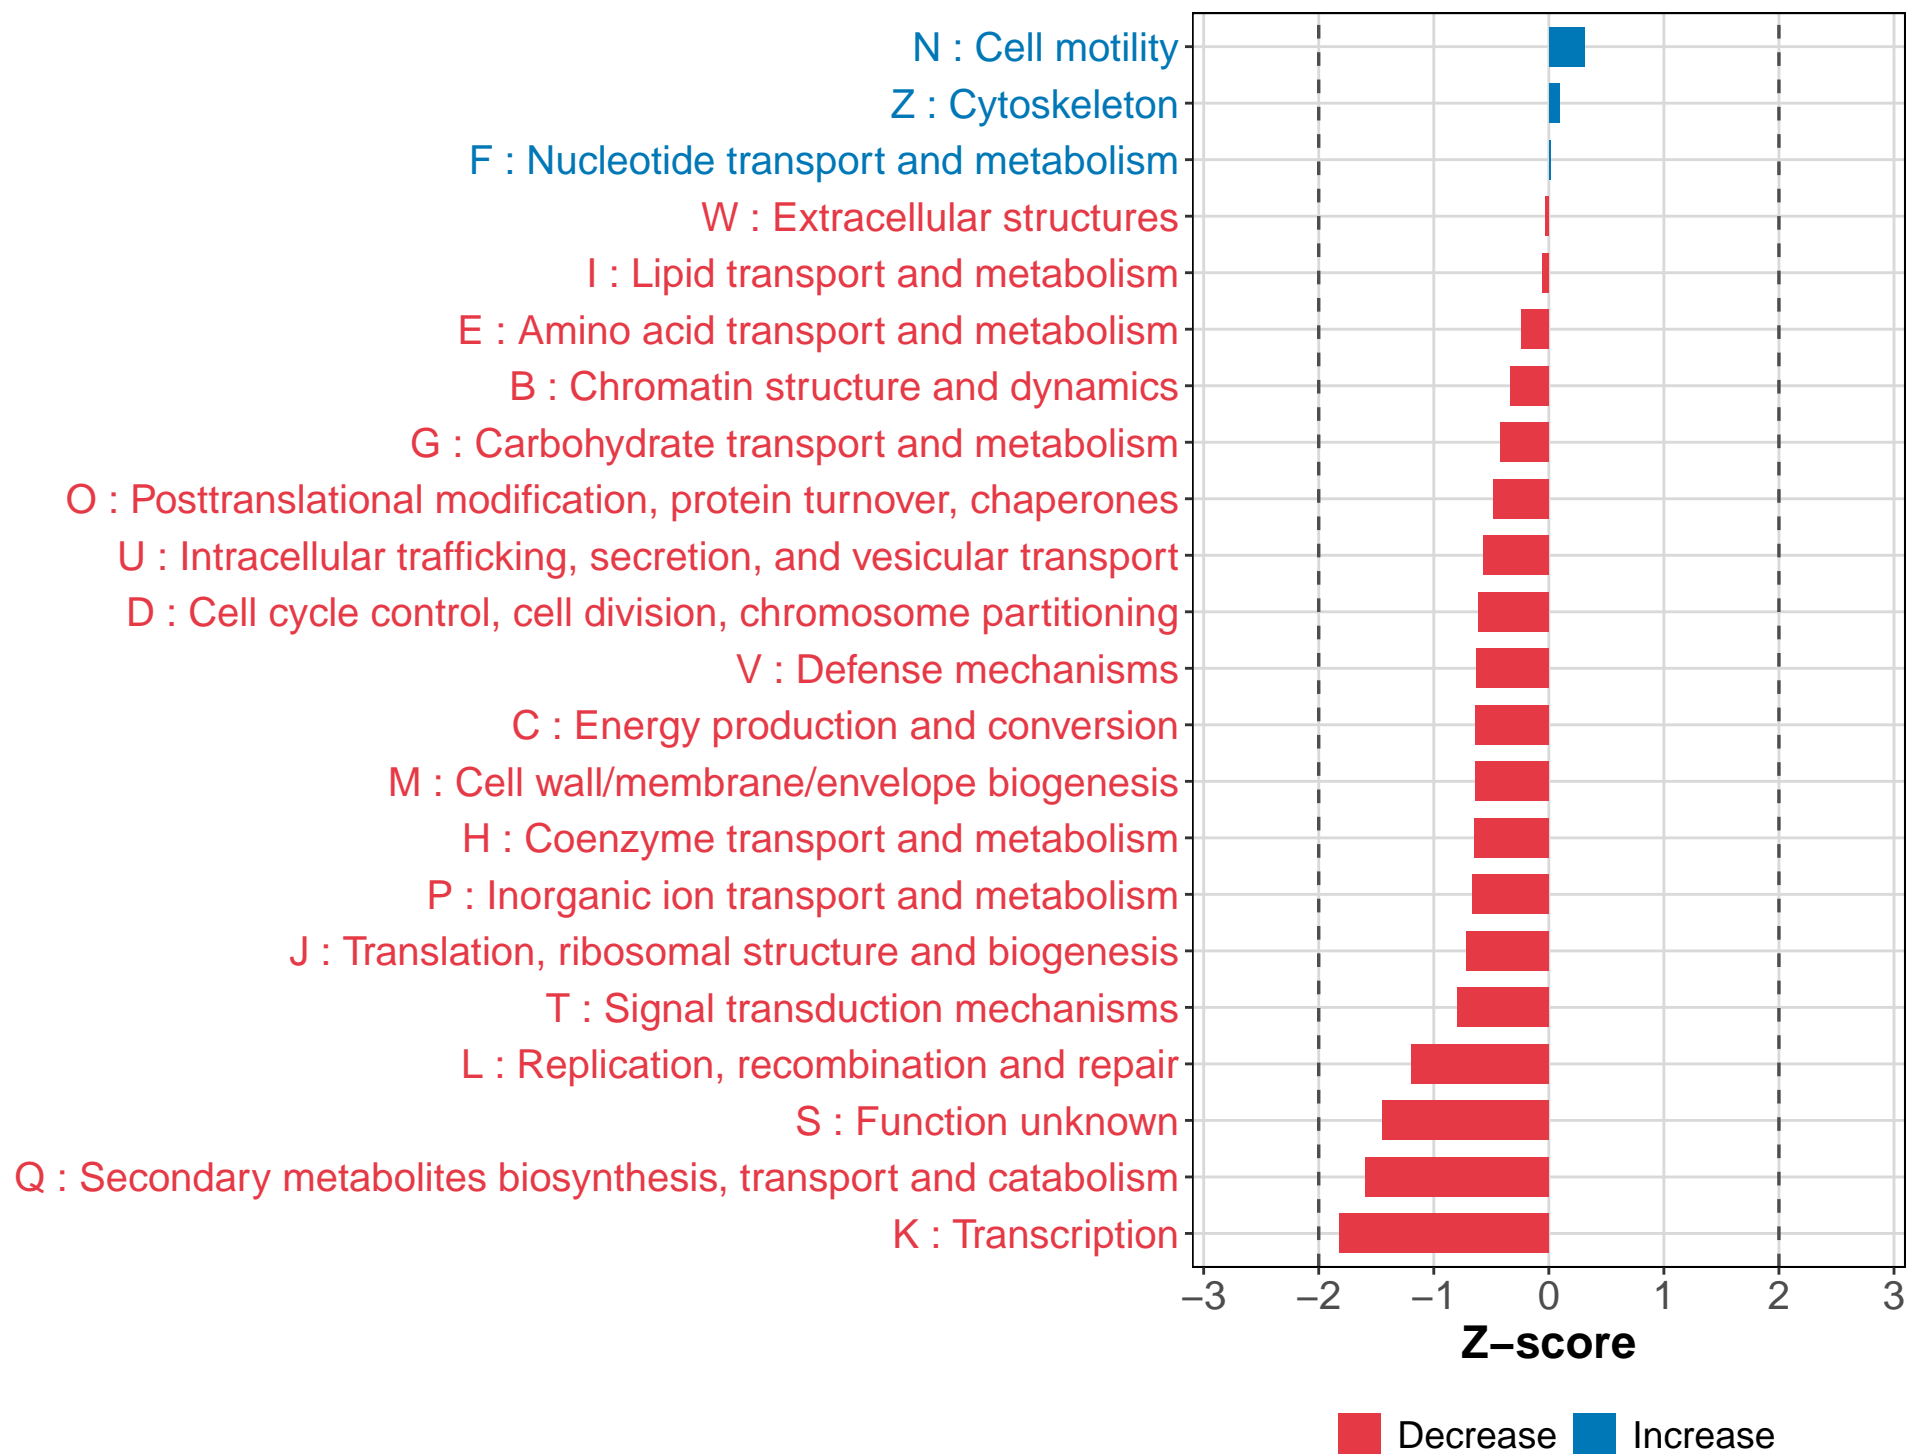 N : Cell motility
Z : Cytoskeleton
F : Nucleotide transport and metabolism
W : Extracellular structures
I : Lipid transport and metabolism
E : Amino acid transport and metabolism
B : Chromatin structure and dynamics
G : Carbohydrate transport and metabolism
O : Posttranslational modification, protein turnover, chaperones
U : Intracellular trafficking, secretion, and vesicular transport
D : Cell cycle control, cell division, chromosome partitioning
V : Defense mechanisms
C : Energy production and conversion
M : Cell wall/membrane/envelope biogenesis
H : Coenzyme transport and metabolism
P : Inorganic ion transport and metabolism
J : Translation, ribosomal structure and biogenesis
T : Signal transduction mechanisms
L : Replication, recombination and repair
S : Function unknown
Q : Secondary metabolites biosynthesis, transport and catabolism
K : Transcription
−3 −2 −1 0 1 2 3
Z−score
Decrease Increase